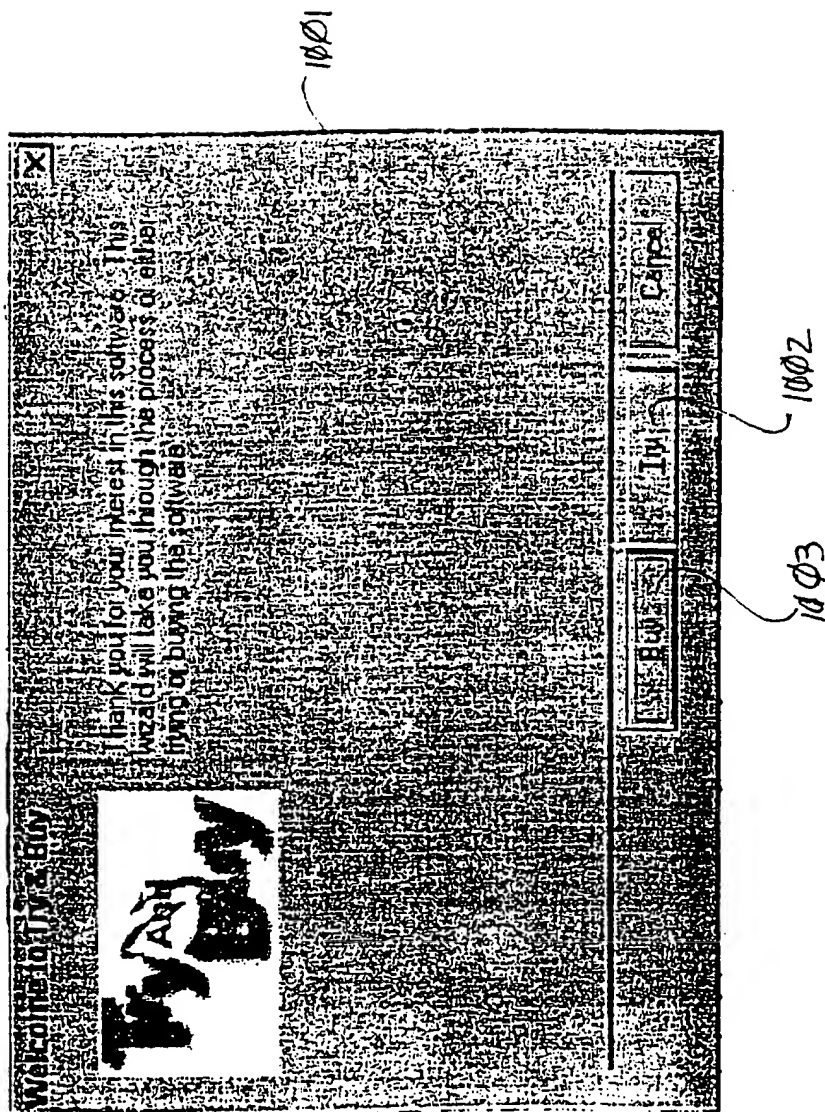 Welcome to Try & Buy
X
Try
AND
Buy
Thank you for your interest in this software. This
wizard will take you through the process of either
trying or buying the software
Buy
Try
Cancel
1001
1002
1003